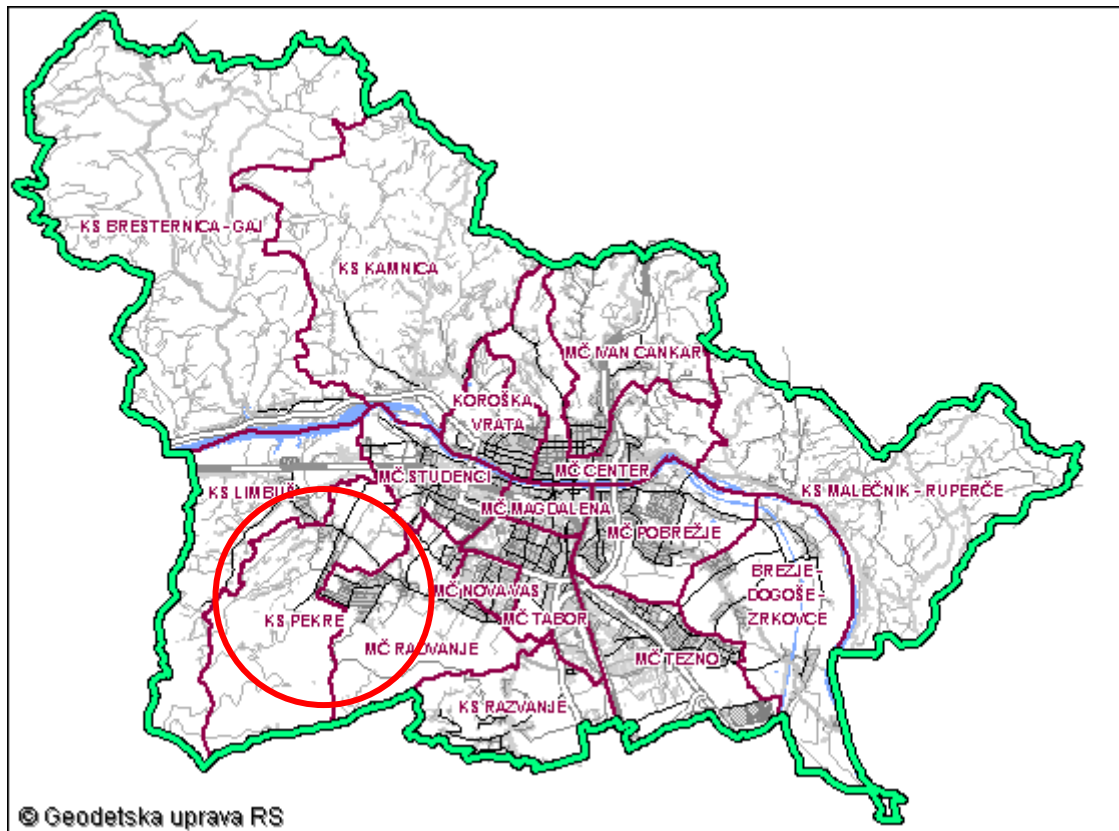 KS BRESTERNICA - GAJ
KS KAMNICA
MČ IVAN CANKAR
KOROŠKA
VRATA
MČ CENTER
MČ STUDENCI
KS LIMBUŠ
KS MALEČNIK - RUPERČE
MČ MAGDALENA
MČ POBREŽJE
BREZJE -
DOGOŠE -
ZRKOVCE
MČ NOVA VAS
KS PEKRE
MČ TABOR
MČ RADVANJE
MČ TEZNO
KS RAZVANJE
© Geodetska uprava RS